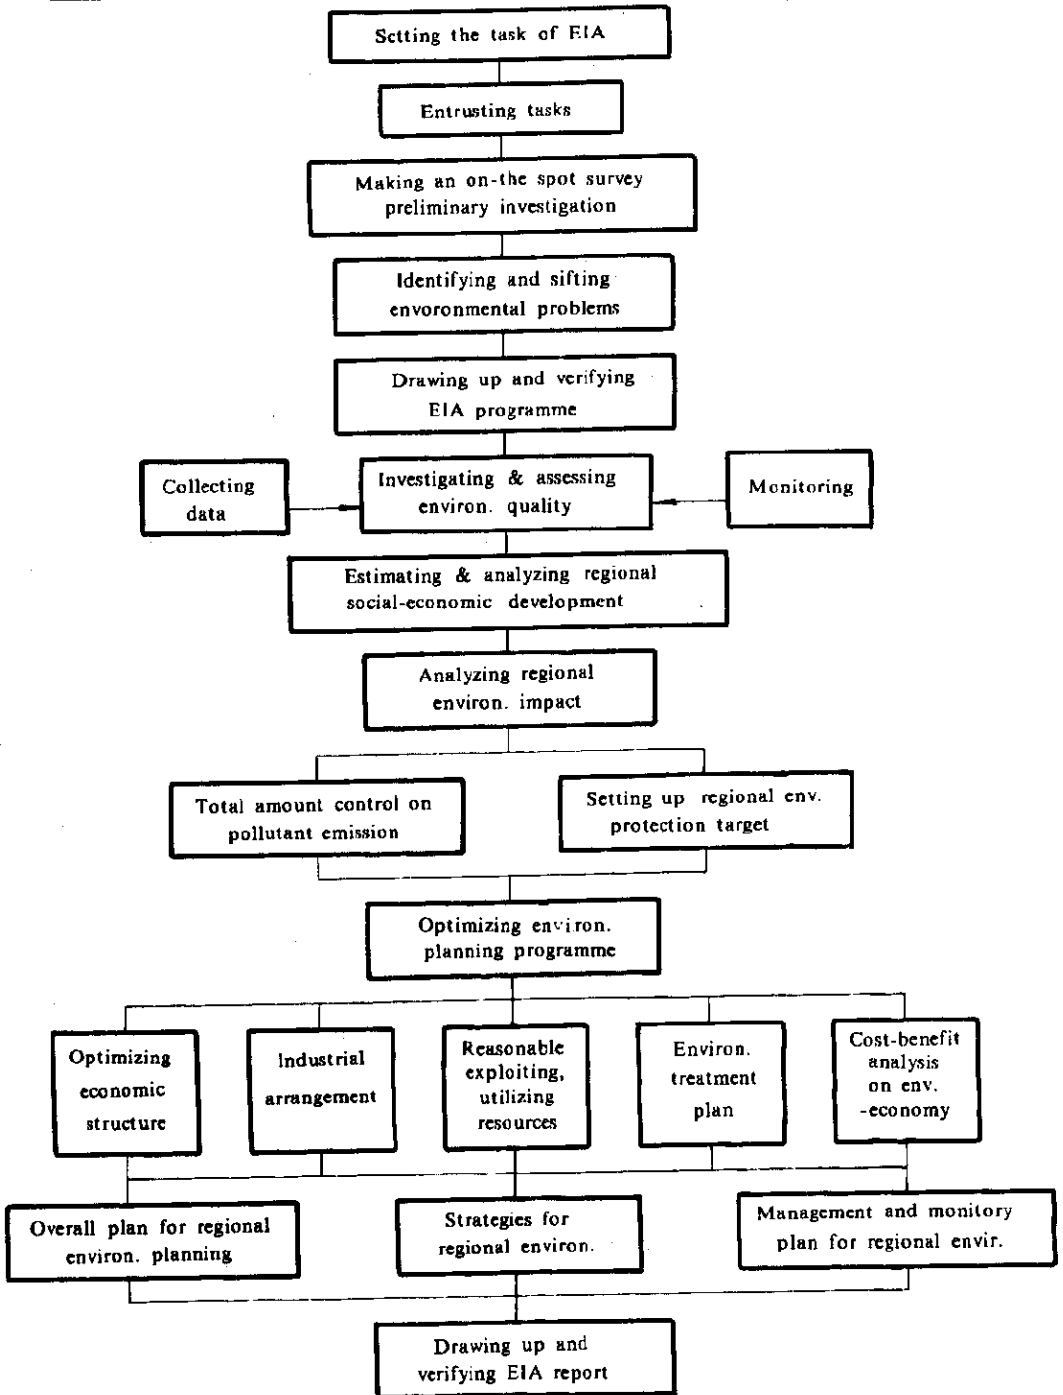 Setting the task of EIA
Entrusting tasks
Making an on-the spot survey
preliminary investigation
Identifying and sifting
envoronmental problems
Drawing up and verifying
EIA programme
Collecting
data
Investigating & assessing
environ. quality
Monitoring
Estimating & analyzing regional
social-economic development
Analyzing regional
environ. impact
Total amount control on
pollutant emission
Setting up regional env.
protection target
Optimizing environ.
planning programme
Optimizing
economic
structure
Industrial
arrangement
Reasonable
exploiting,
utilizing
resources
Environ.
treatment
plan
Cost-benefit
analysis
on env.
-economy
Overall plan for regional
environ. planning
Strategies for
regional environ.
Management and monitory
plan for regional envir.
Drawing up and
verifying EIA report